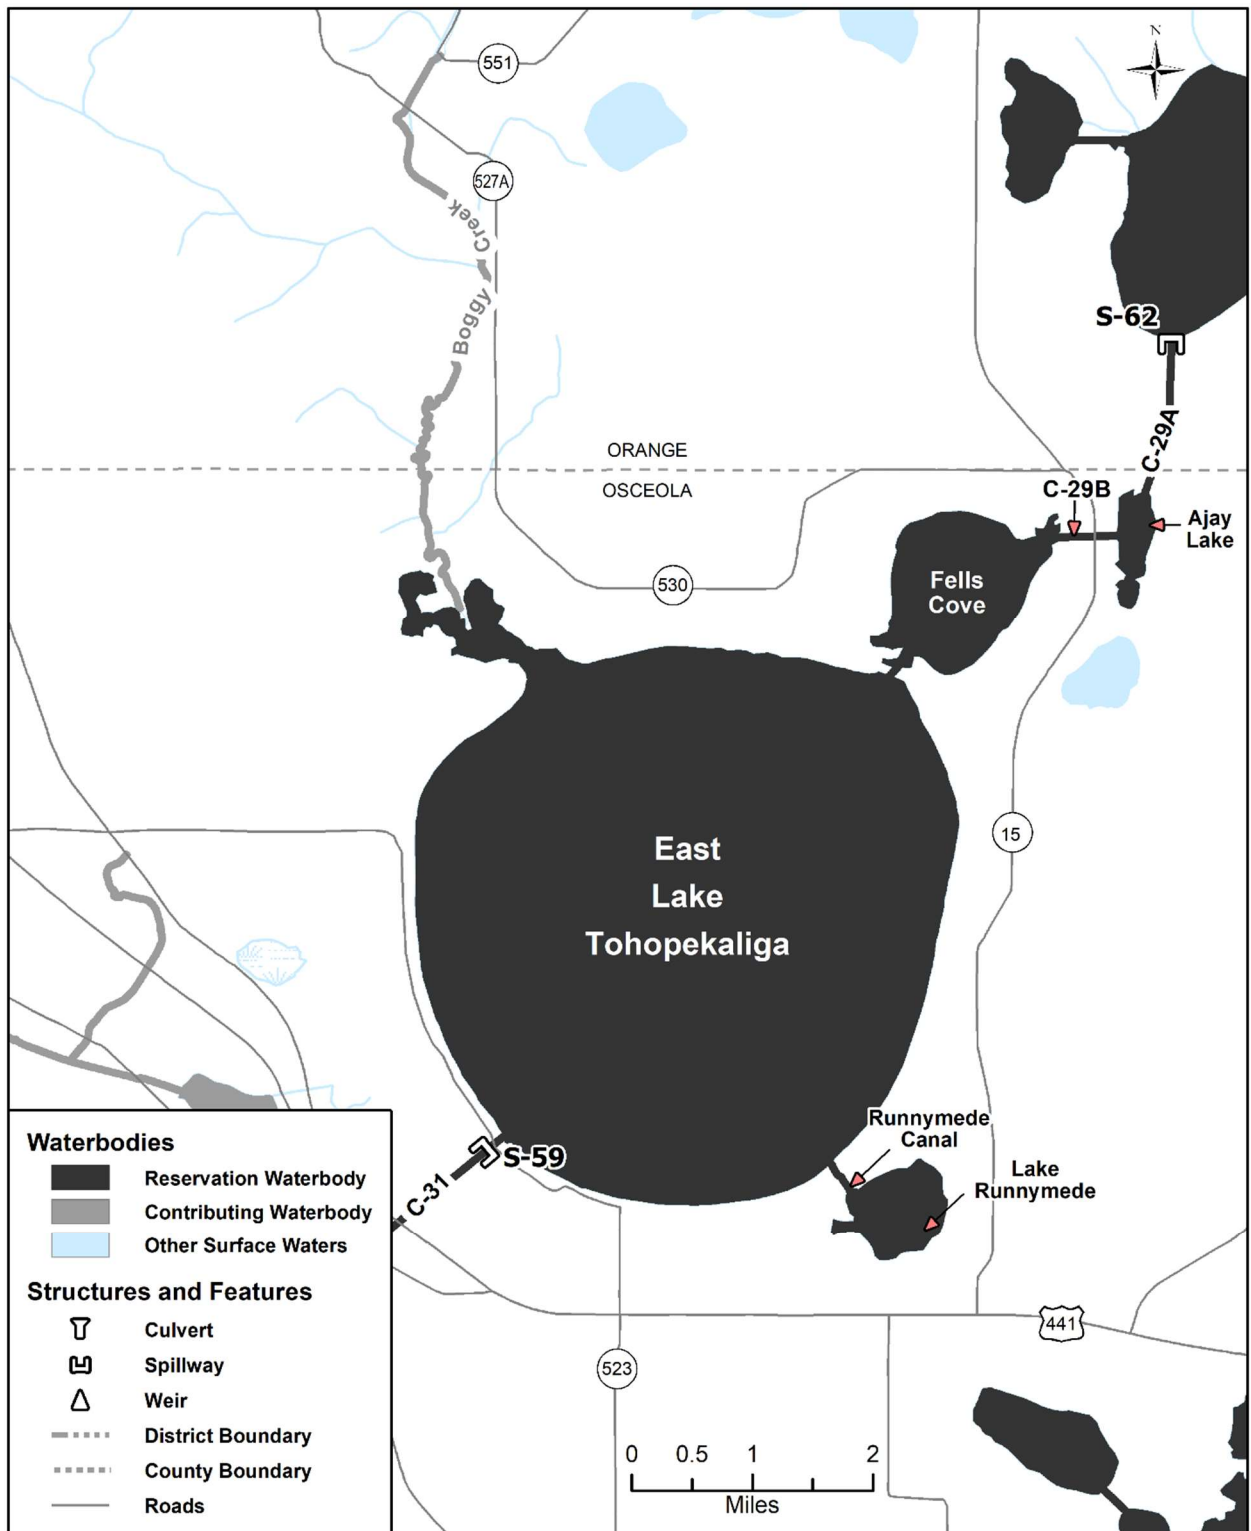 N
551
527A
Boggy Creek
S-62
C-29A
ORANGE
OSCEOLA
C-29B
Ajay
Lake
Fells
Cove
530
East
Lake
Tohopekaliga
15
Runnymede
Canal
Lake
Runnymede
S-59
C-31
441
523
0 0.5 1 2
Miles
Waterbodies
Reservation Waterbody
Contributing Waterbody
Other Surface Waters
Structures and Features
Culvert
Spillway
Weir
District Boundary
County Boundary
Roads